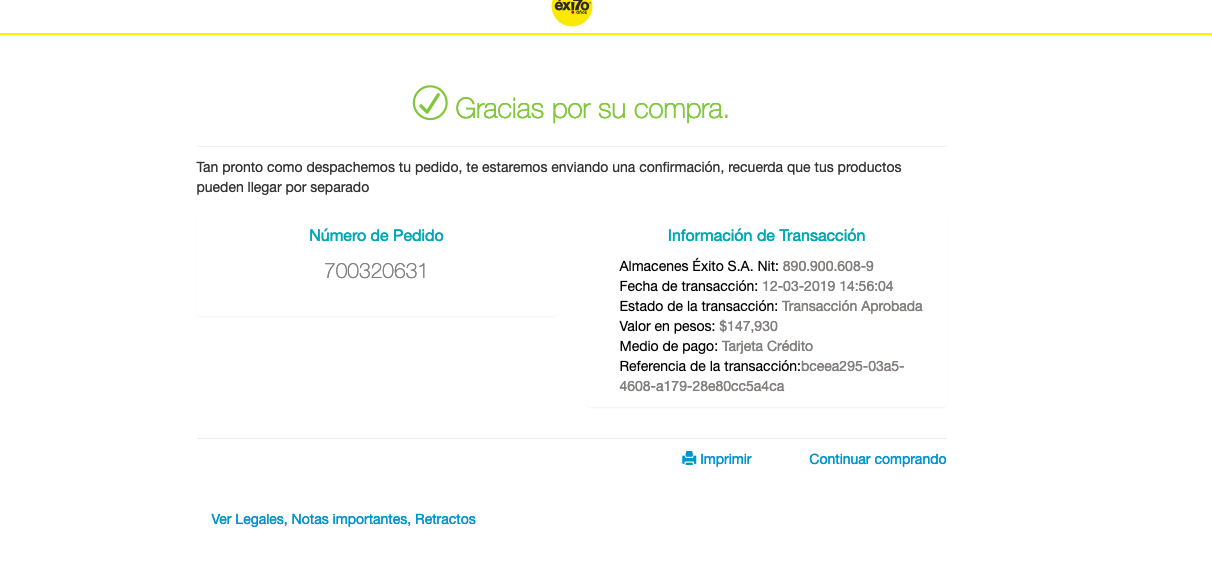 éxi7o
años
Gracias por su compra.
Tan pronto como despachemos tu pedido, te estaremos enviando una confirmación, recuerda que tus productos
pueden llegar por separado
Número de Pedido
700320631
Información de Transacción
Almacenes Éxito S.A. Nit: 890.900.608-9
Fecha de transacción: 12-03-2019 14:56:04
Estado de la transacción: Transacción Aprobada
Valor en pesos: $147,930
Medio de pago: Tarjeta Crédito
Referencia de la transacción:bceea295-03a5-
4608-a179-28e80cc5a4ca
Imprimir
Continuar comprando
Ver Legales, Notas importantes, Retractos